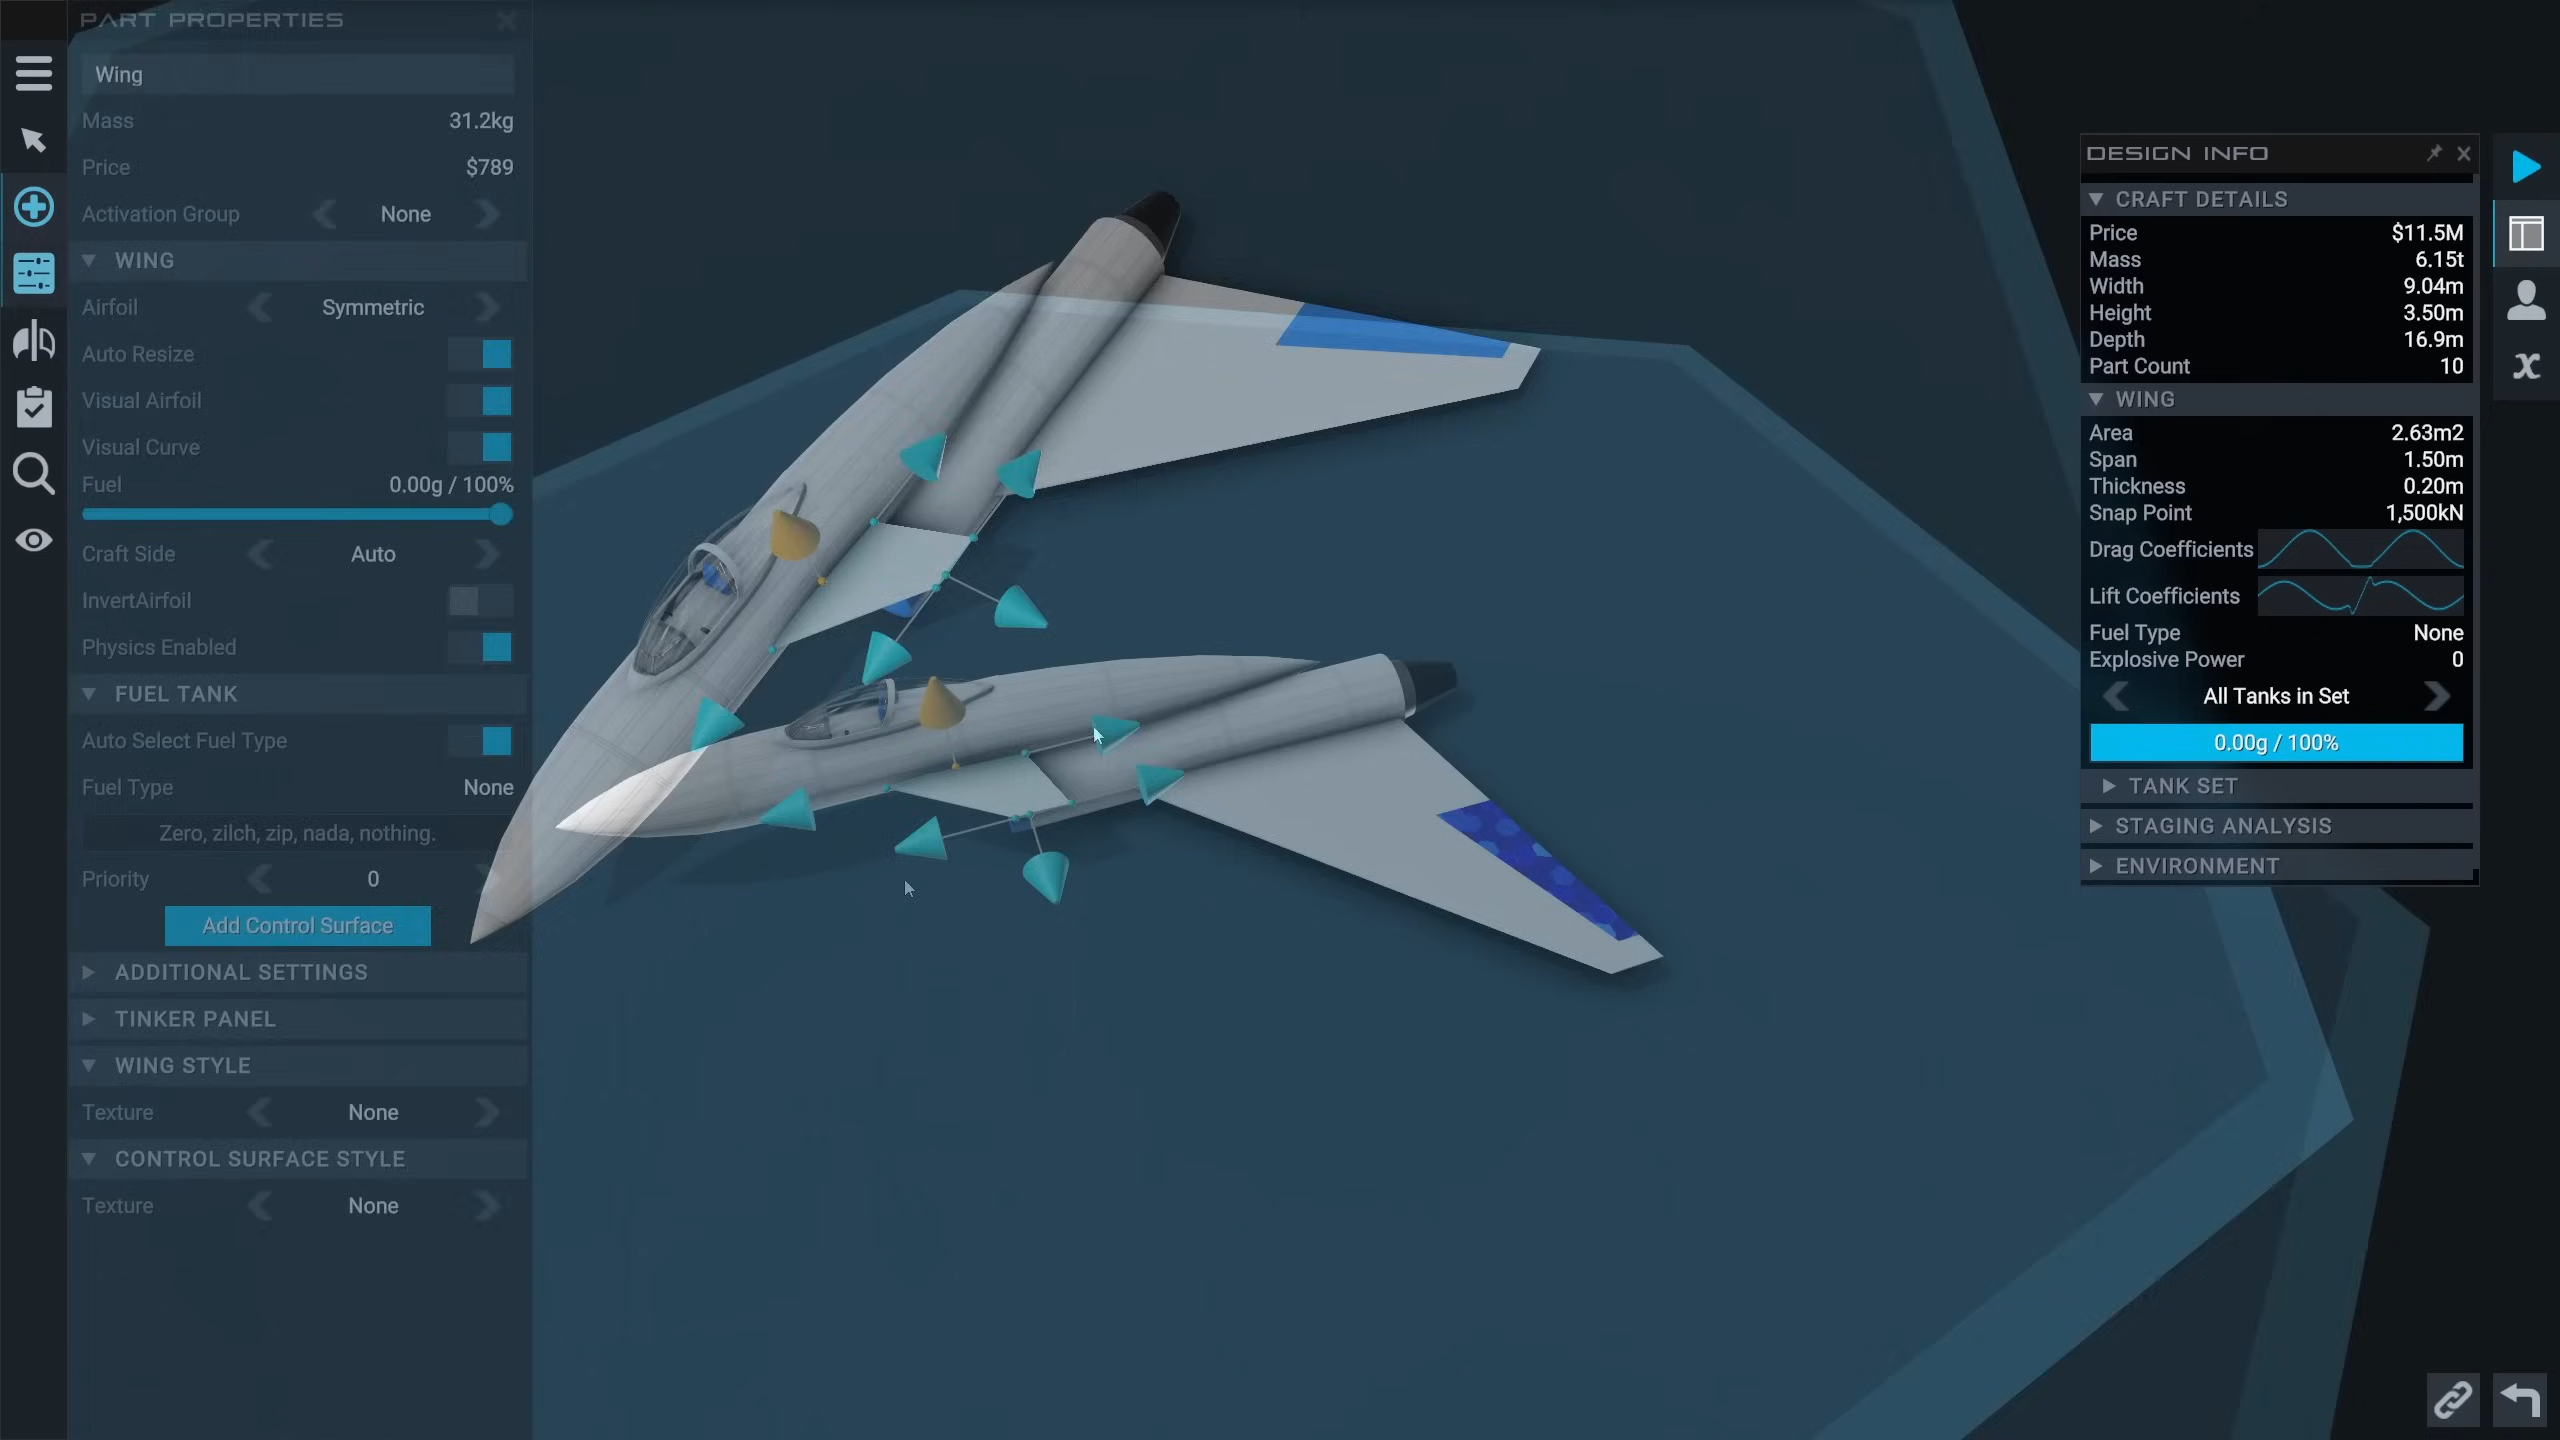 PART PROPERTIES
Wing
Mass 31.2kg
Price $789
Activation Group None
WING
Airfoil Symmetric
Auto Resize
Visual Airfoil
Visual Curve
Fuel 0.00g / 100%
Craft Side Auto
InvertAirfoil
Physics Enabled
FUEL TANK
Auto Select Fuel Type
Fuel Type None
Zero, zilch, zip, nada, nothing.
Priority 0
Add Control Surface
ADDITIONAL SETTINGS
TINKER PANEL
WING STYLE
Texture None
CONTROL SURFACE STYLE
Texture None
DESIGN INFO
CRAFT DETAILS
Price $11.5M
Mass 6.15t
Width 9.04m
Height 3.50m
Depth 16.9m
Part Count 10
WING
Area 2.63m2
Span 1.50m
Thickness 0.20m
Snap Point 1,500kN
Drag Coefficients
Lift Coefficients
Fuel Type None
Explosive Power 0
All Tanks in Set
0.00g / 100%
TANK SET
STAGING ANALYSIS
ENVIRONMENT
x